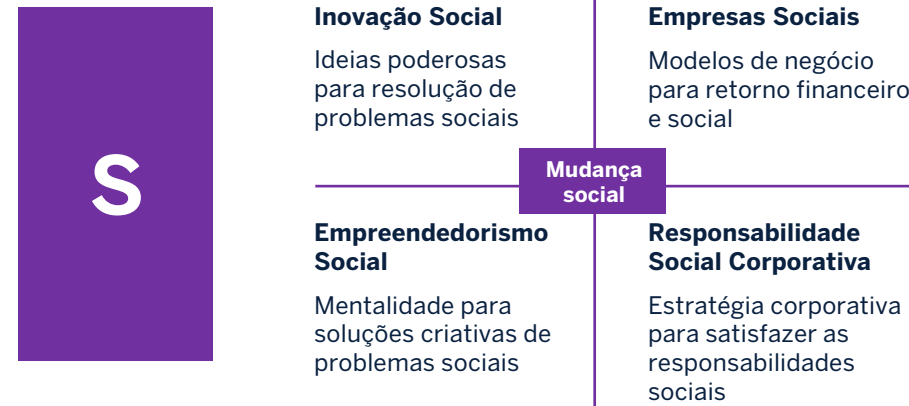 S
Inovação Social
Ideias poderosas
para resolução de
problemas sociais
Empresas Sociais
Modelos de negócio
para retorno financeiro
e social
Mudança
social
Empreendedorismo
Social
Mentalidade para
soluções criativas de
problemas sociais
Responsabilidade
Social Corporativa
Estratégia corporativa
para satisfazer as
responsabilidades
sociais